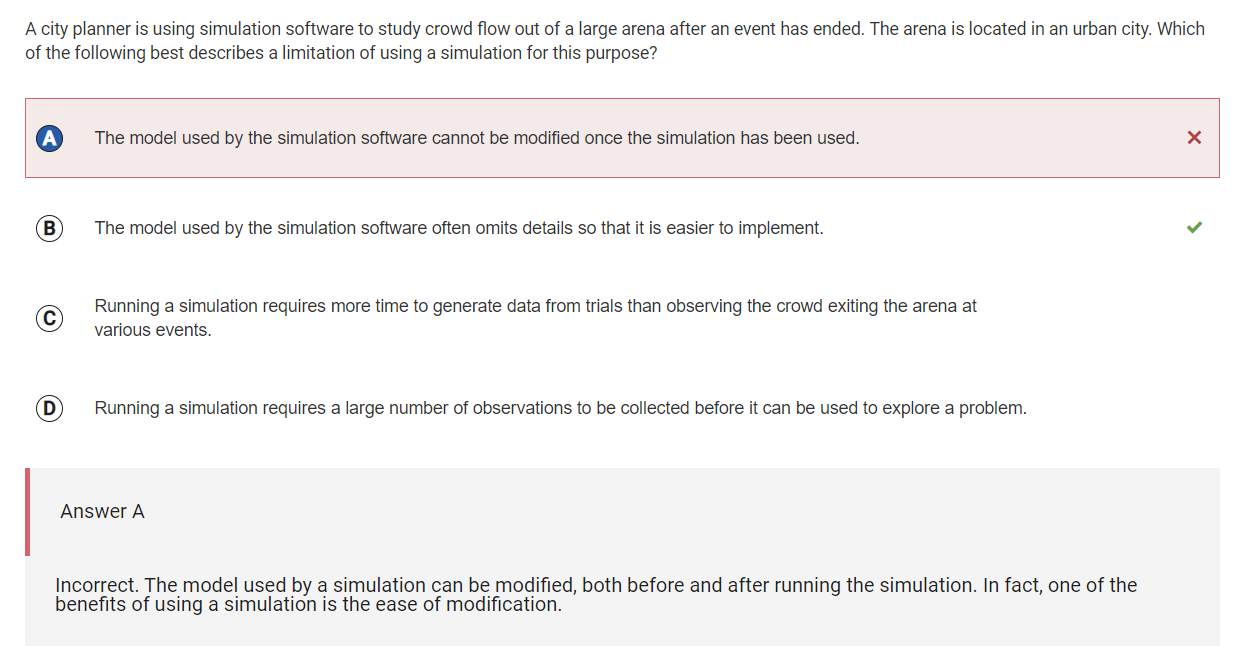 A city planner is using simulation software to study crowd flow out of a large arena after an event has ended. The arena is located in an urban city. Which
of the following best describes a limitation of using a simulation for this purpose?
A The model used by the simulation software cannot be modified once the simulation has been used.
B The model used by the simulation software often omits details so that it is easier to implement.
C Running a simulation requires more time to generate data from trials than observing the crowd exiting the arena at
various events.
D Running a simulation requires a large number of observations to be collected before it can be used to explore a problem.
Answer A
Incorrect. The model used by a simulation can be modified, both before and after running the simulation. In fact, one of the
benefits of using a simulation is the ease of modification.